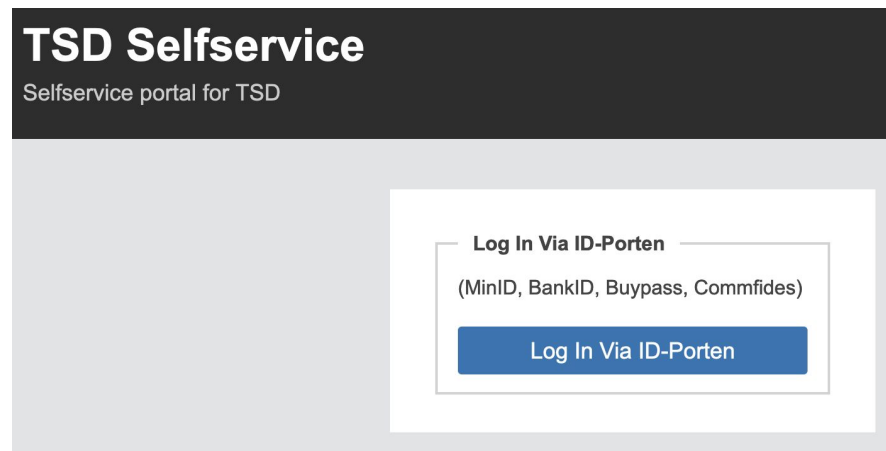 TSD Selfservice
Selfservice portal for TSD
Log In Via ID-Porten
(MinID, BankID, Buypass, Commfides)
Log In Via ID-Porten